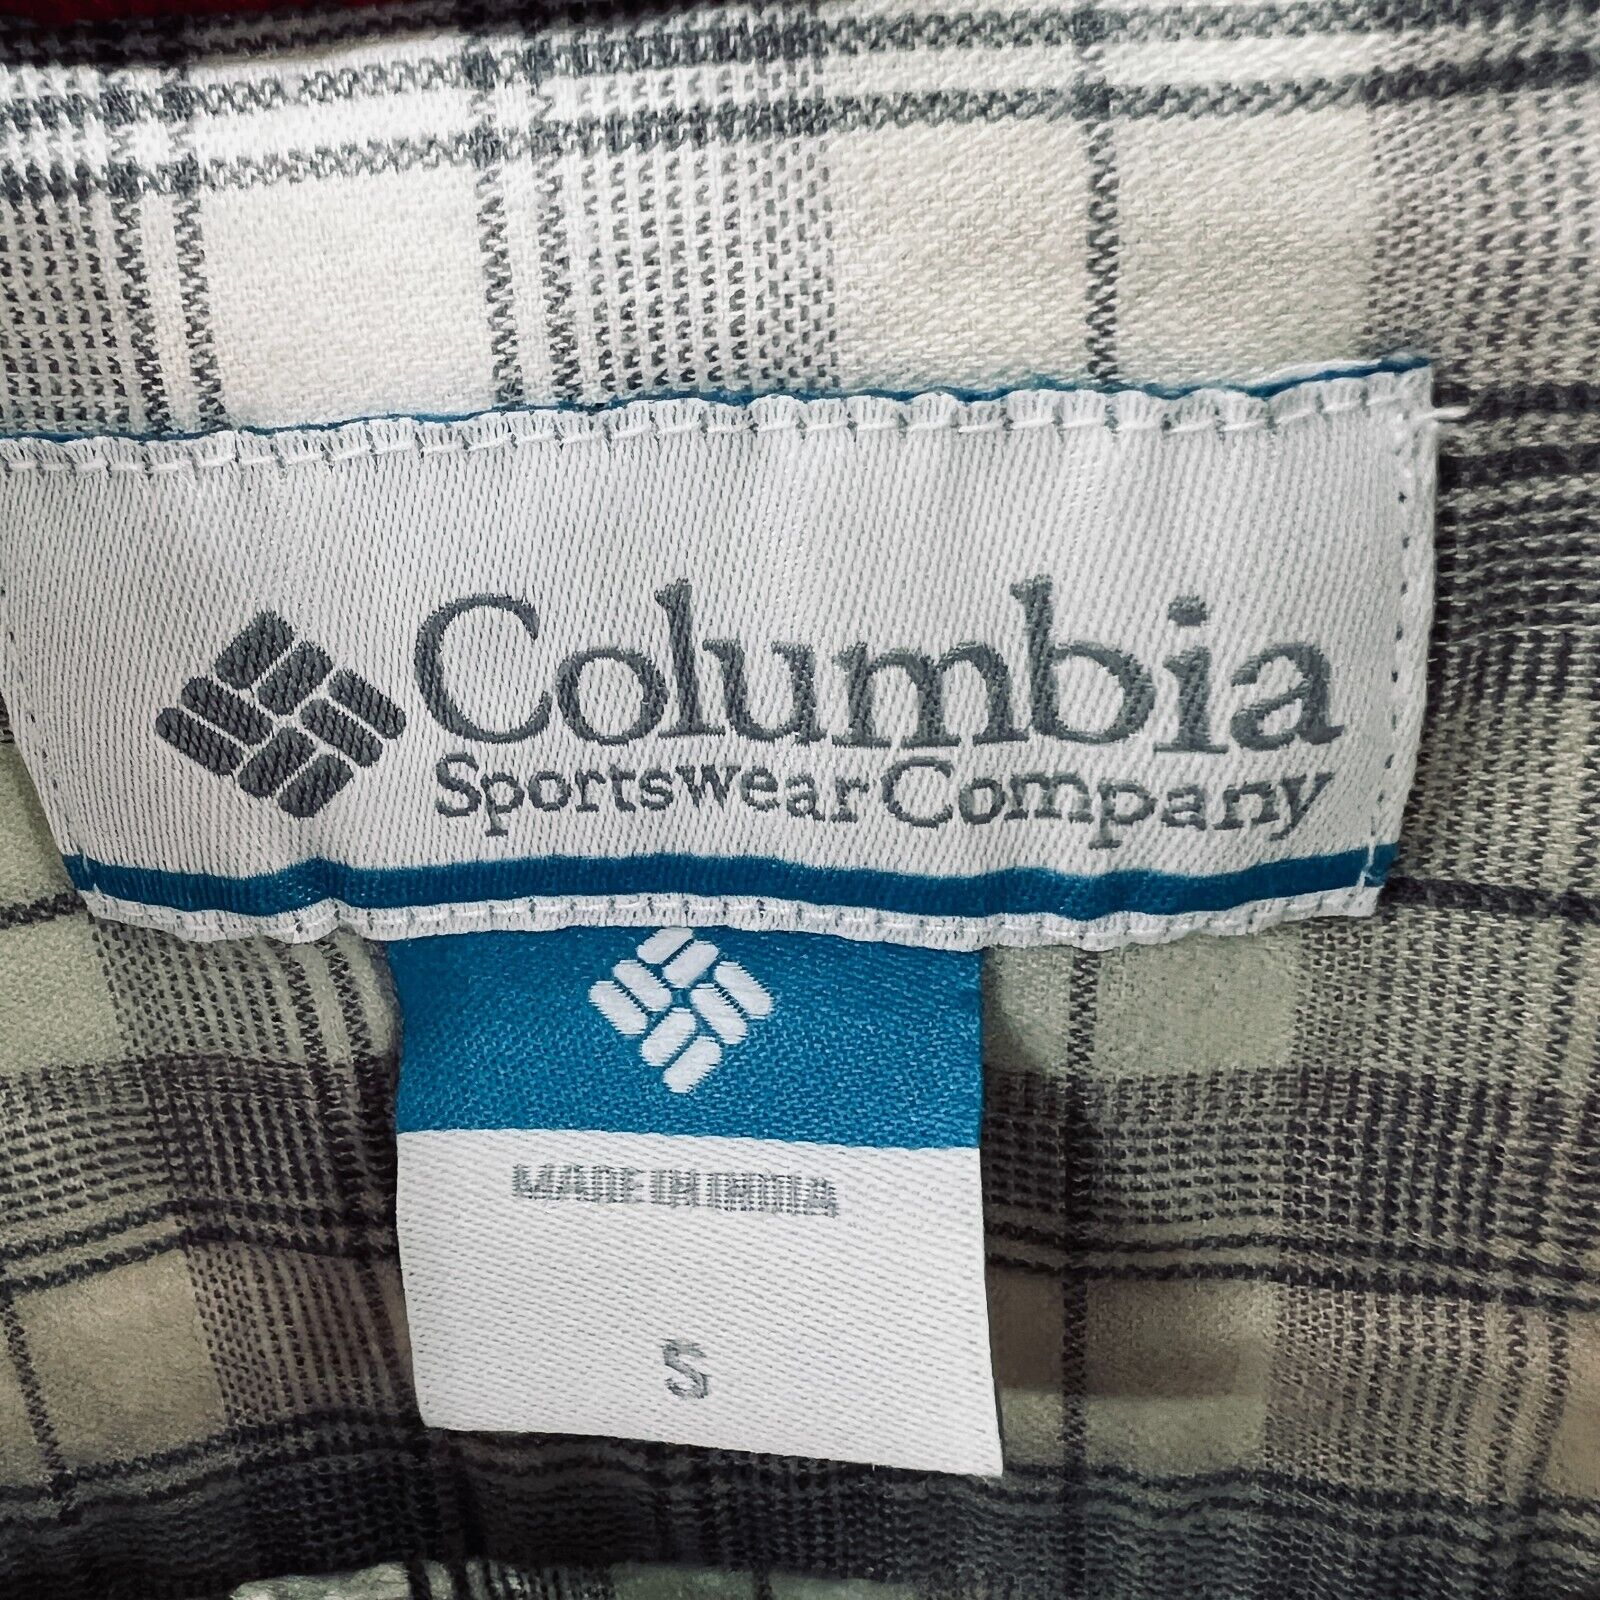 Columbia
Sportswear Company
MADE IN INDIA
S